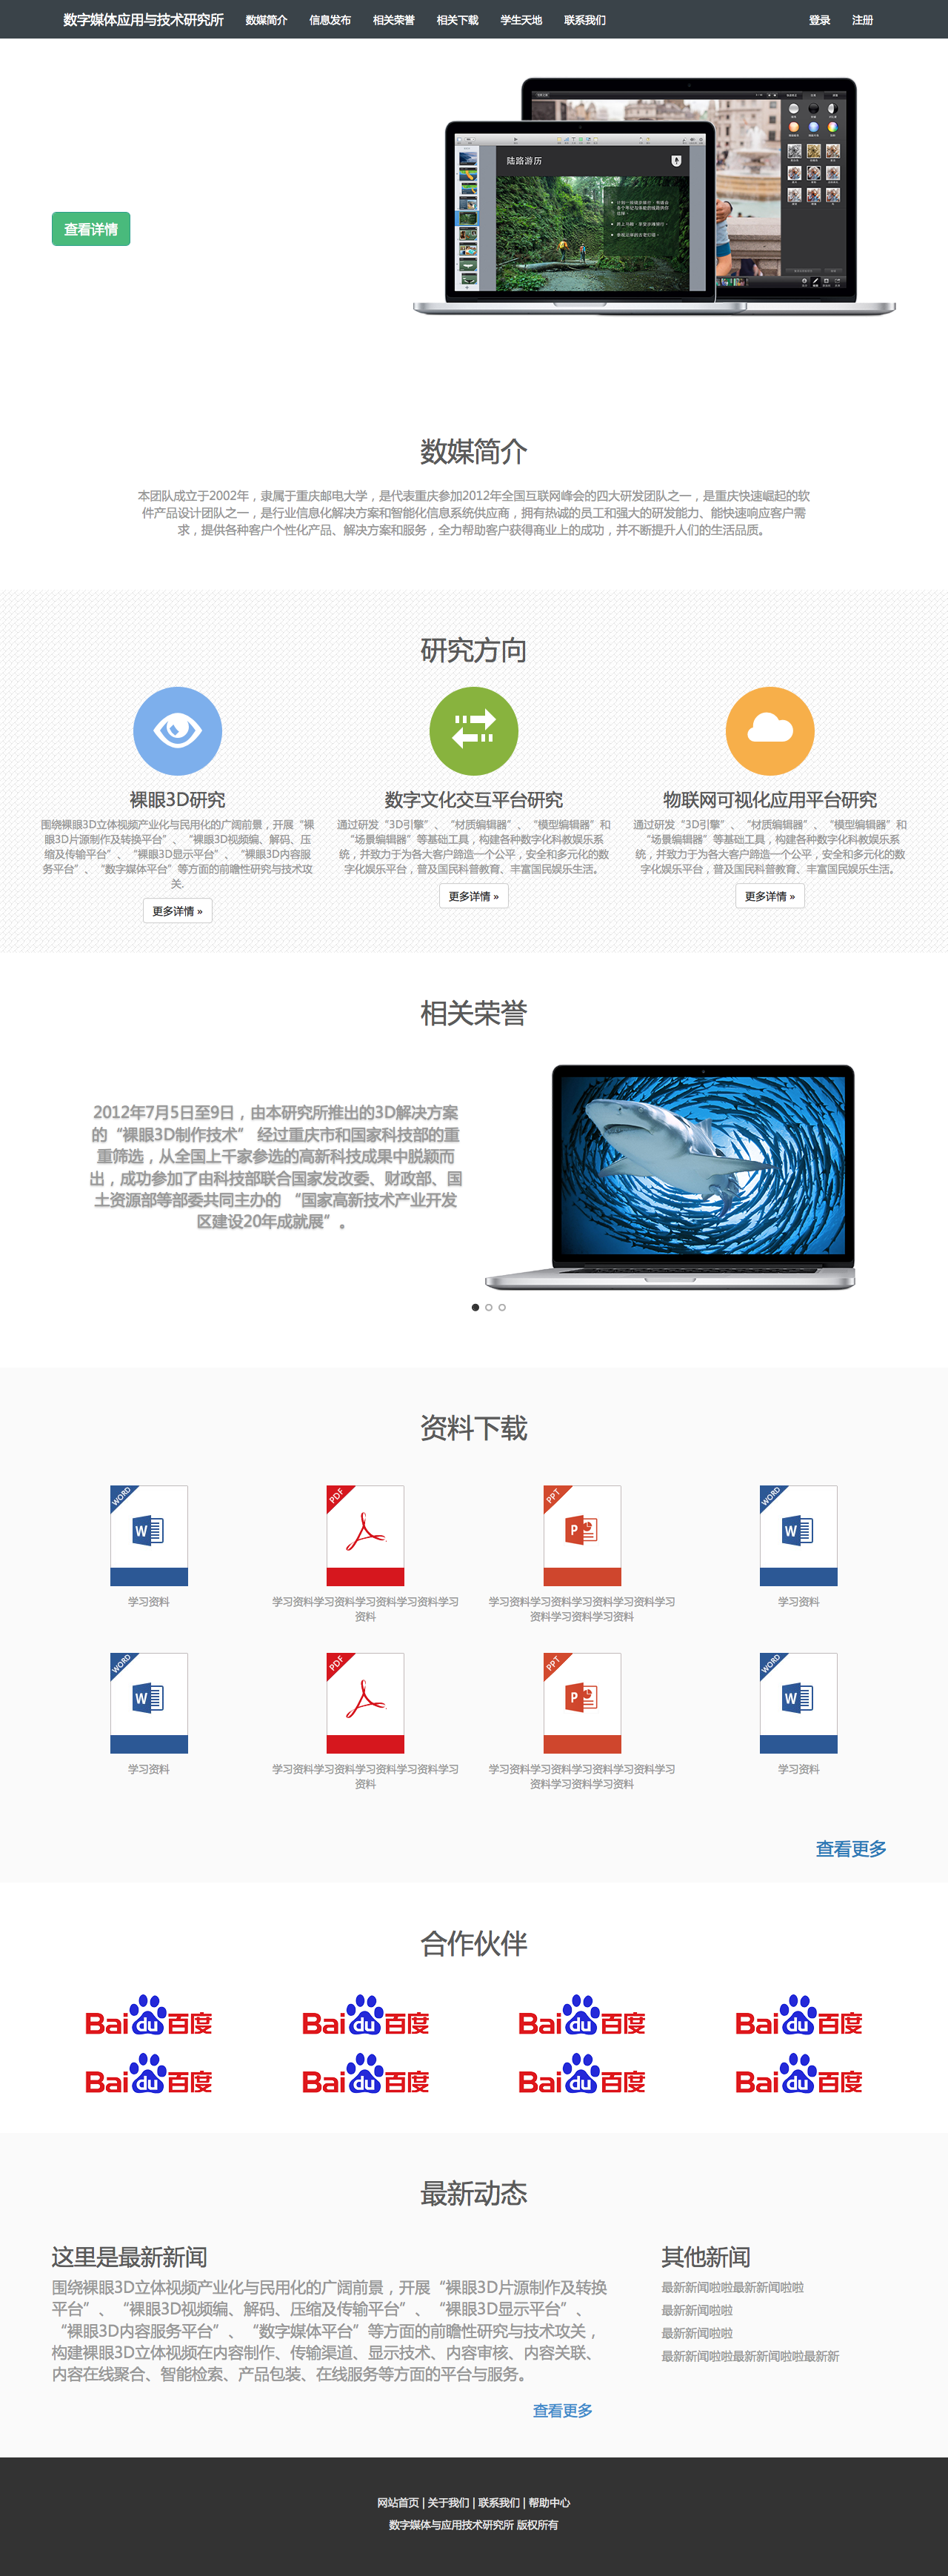 数字媒体应用与技术研究所 数媒简介 信息发布 相关荣誉 相关下载 学生天地 联系我们 登录 注册
陆路游历
查看详情
数媒简介
本团队成立于2002年，隶属于重庆邮电大学，是代表重庆参加2012年全国互联网峰会的四大研发团队之一，是重庆快速崛起的软
件产品设计团队之一，是行业信息化解决方案和智能化信息系统供应商，拥有热诚的员工和强大的研发能力、能快速响应客户需
求，提供各种客户个性化产品、解决方案和服务，全力帮助客户获得商业上的成功，并不断提升人们的生活品质。
研究方向
裸眼3D研究
围绕裸眼3D立体视频产业化与民用化的广阔前景，开展“裸
眼3D片源制作及转换平台”、“裸眼3D视频编、解码、压
缩及传输平台”、“裸眼3D显示平台”、“裸眼3D内容服
务平台”、“数字媒体平台”等方面的前瞻性研究与技术攻
关.
更多详情 »
数字文化交互平台研究
通过研发“3D引擎”、“材质编辑器”、“模型编辑器”和
“场景编辑器”等基础工具，构建各种数字化科教娱乐系
统，并致力于为各大客户蹄造一个公平，安全和多元化的数
字化娱乐平台，普及国民科普教育、丰富国民娱乐生活。
更多详情 »
物联网可视化应用平台研究
通过研发“3D引擎”、“材质编辑器”、“模型编辑器”和
“场景编辑器”等基础工具，构建各种数字化科教娱乐系
统，并致力于为各大客户蹄造一个公平，安全和多元化的数
字化娱乐平台，普及国民科普教育、丰富国民娱乐生活。
更多详情 »
相关荣誉
2012年7月5日至9日，由本研究所推出的3D解决方案
的“裸眼3D制作技术” 经过重庆市和国家科技部的重
重筛选，从全国上千家参选的高新科技成果中脱颖而
出，成功参加了由科技部联合国家发改委、财政部、国
土资源部等部委共同主办的 “国家高新技术产业开发
区建设20年成就展”。
资料下载
WORD PDF PPT WORD
W P W
学习资料
学习资料学习资料学习资料学习资料学习
资料
学习资料学习资料学习资料学习资料学习
资料学习资料学习资料
学习资料
WORD PDF PPT WORD
W P W
学习资料
学习资料学习资料学习资料学习资料学习
资料
学习资料学习资料学习资料学习资料学习
资料学习资料学习资料
学习资料
查看更多
合作伙伴
Baidu百度 Baidu百度 Baidu百度 Baidu百度
Baidu百度 Baidu百度 Baidu百度 Baidu百度
最新动态
这里是最新新闻
围绕裸眼3D立体视频产业化与民用化的广阔前景，开展“裸眼3D片源制作及转换
平台”、“裸眼3D视频编、解码、压缩及传输平台”、“裸眼3D显示平台”、
“裸眼3D内容服务平台”、“数字媒体平台”等方面的前瞻性研究与技术攻关，
构建裸眼3D立体视频在内容制作、传输渠道、显示技术、内容审核、内容关联、
内容在线聚合、智能检索、产品包装、在线服务等方面的平台与服务。
查看更多
其他新闻
最新新闻啦啦最新新闻啦啦
最新新闻啦啦
最新新闻啦啦
最新新闻啦啦最新新闻啦啦最新新
网站首页 | 关于我们 | 联系我们 | 帮助中心
数字媒体与应用技术研究所 版权所有